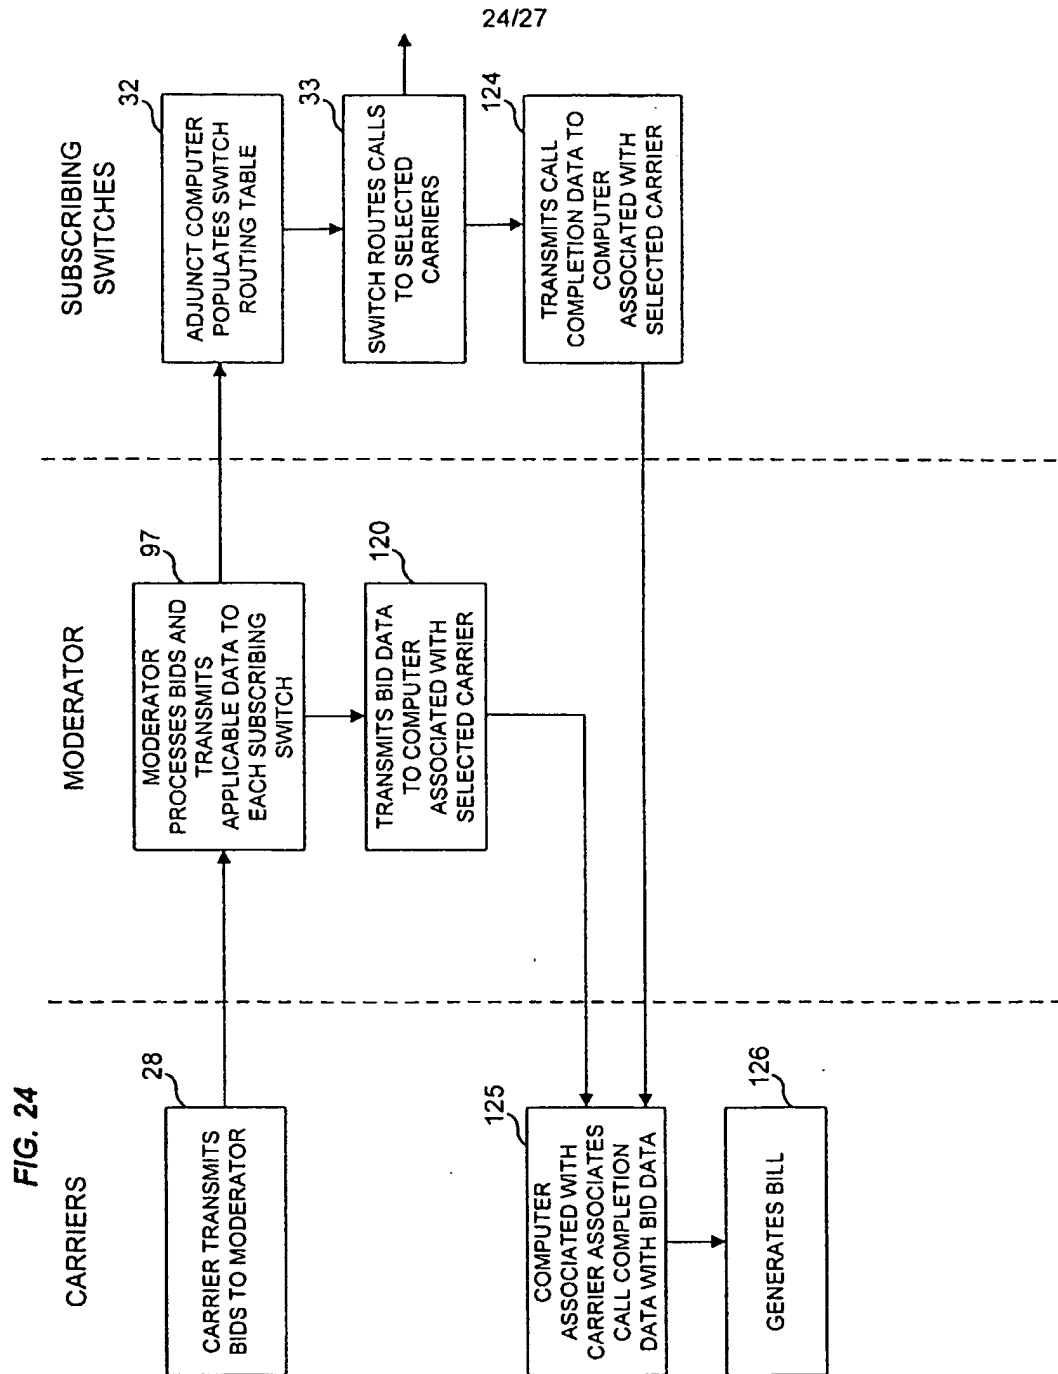 24/27
FIG. 24
CARRIERS
MODERATOR
SUBSCRIBING
SWITCHES
28
CARRIER TRANSMITS
BIDS TO MODERATOR
97
MODERATOR
PROCESSES BIDS AND
TRANSMITS
APPLICABLE DATA TO
EACH SUBSCRIBING
SWITCH
32
ADJUNCT COMPUTER
POPULATES SWITCH
ROUTING TABLE
33
SWITCH ROUTES CALLS
TO SELECTED
CARRIERS
120
TRANSMITS BID DATA
TO COMPUTER
ASSOCIATED WITH
SELECTED CARRIER
124
TRANSMITS CALL
COMPLETION DATA TO
COMPUTER
ASSOCIATED WITH
SELECTED CARRIER
125
COMPUTER
ASSOCIATED WITH
CARRIER ASSOCIATES
CALL COMPLETION
DATA WITH BID DATA
126
GENERATES BILL